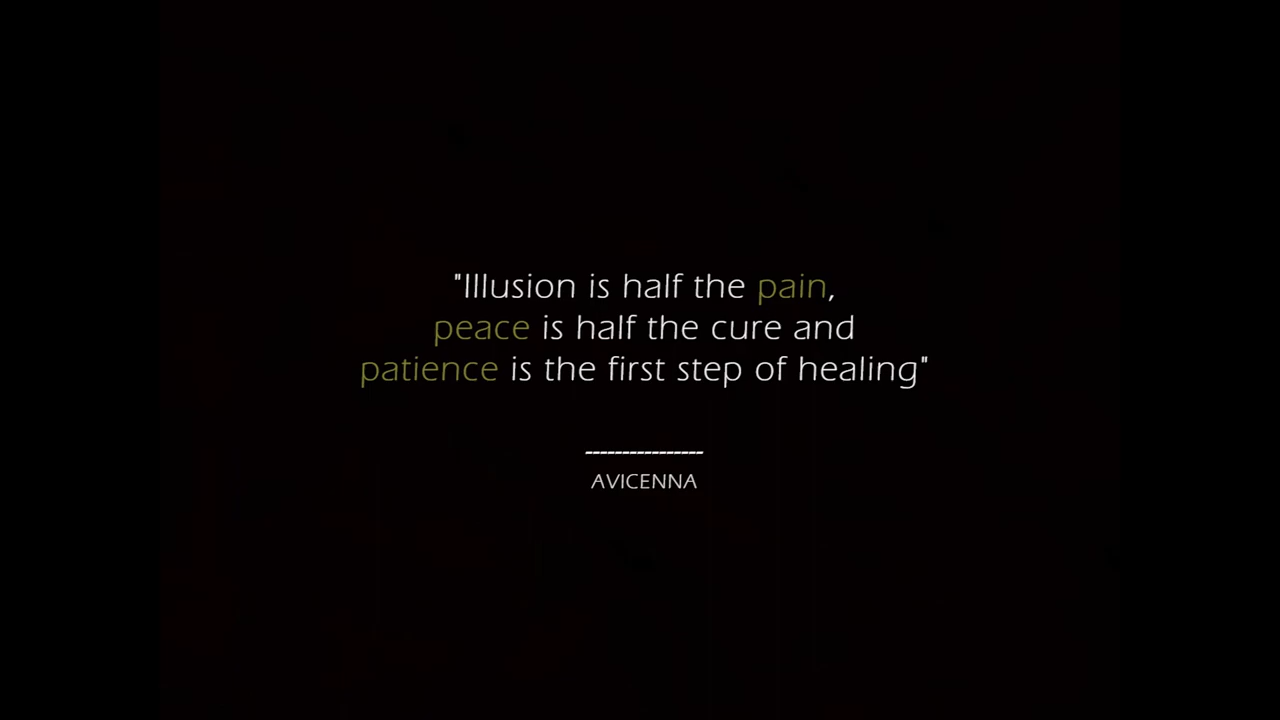 "Illusion is half the pain,
peace is half the cure and
patience is the first step of healing"
----------------
AVICENNA